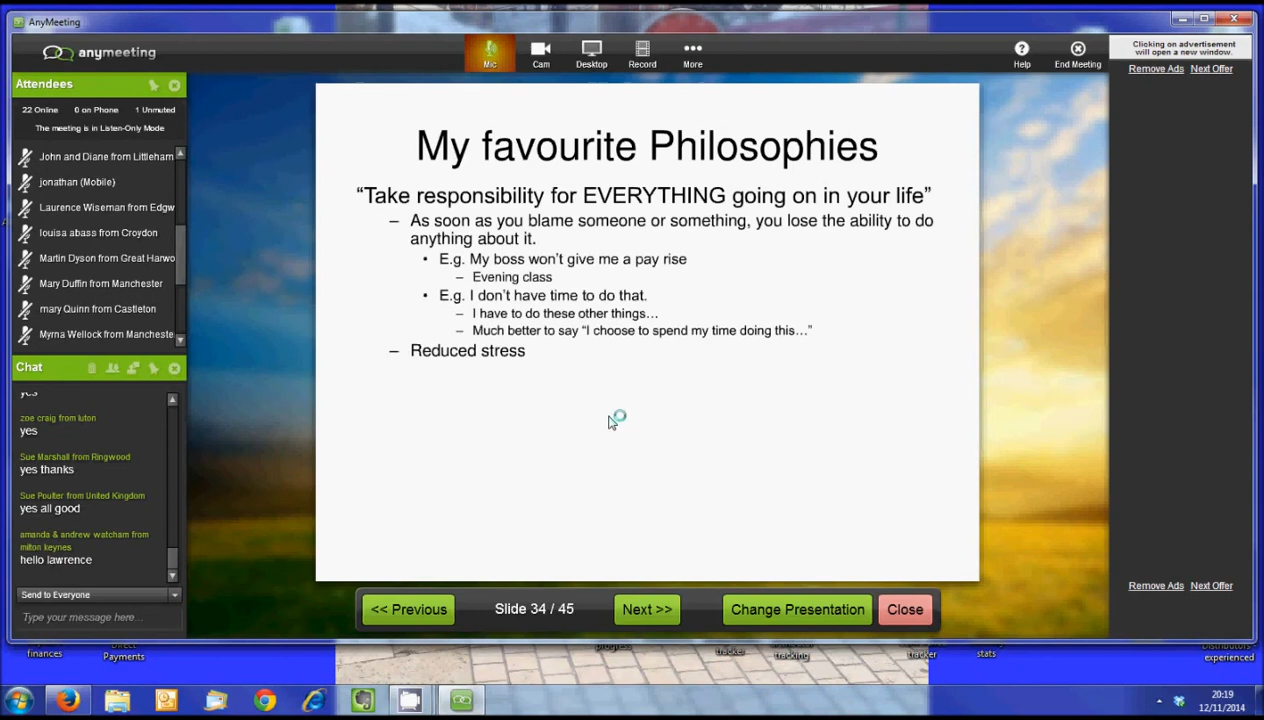 AnyMeeting
anymeeting
Mic
Cam
Desktop
Record
More
Help
End Meeting
Clicking on advertisement
will open a new window.
Remove Ads Next Offer
Attendees
22 Online 0 on Phone 1 Unmuted
The meeting is in Listen-Only Mode
John and Diane from Littleham
jonathan (Mobile)
Laurence Wiseman from Edgw
louisa abass from Croydon
Martin Dyson from Great Harwo
Mary Duffin from Manchester
mary Quinn from Castleton
Myrna Wellock from Mancheste
Chat
yes
zoe craig from luton
yes
Sue Marshall from Ringwood
yes thanks
Sue Poulter from United Kingdom
yes all good
amanda & andrew watcham from
milton keynes
hello lawrence
Send to Everyone
Type your message here...
My favourite Philosophies
“Take responsibility for EVERYTHING going on in your life”
– As soon as you blame someone or something, you lose the ability to do
anything about it.
• E.g. My boss won’t give me a pay rise
– Evening class
• E.g. I don’t have time to do that.
– I have to do these other things…
– Much better to say “I choose to spend my time doing this…”
– Reduced stress
<< Previous
Slide 34 / 45
Next >>
Change Presentation
Close
Remove Ads Next Offer
finances
Direct
Payments
progress
tracker
tracking
tracker
stats
Distributors -
experienced
20:19
12/11/2014